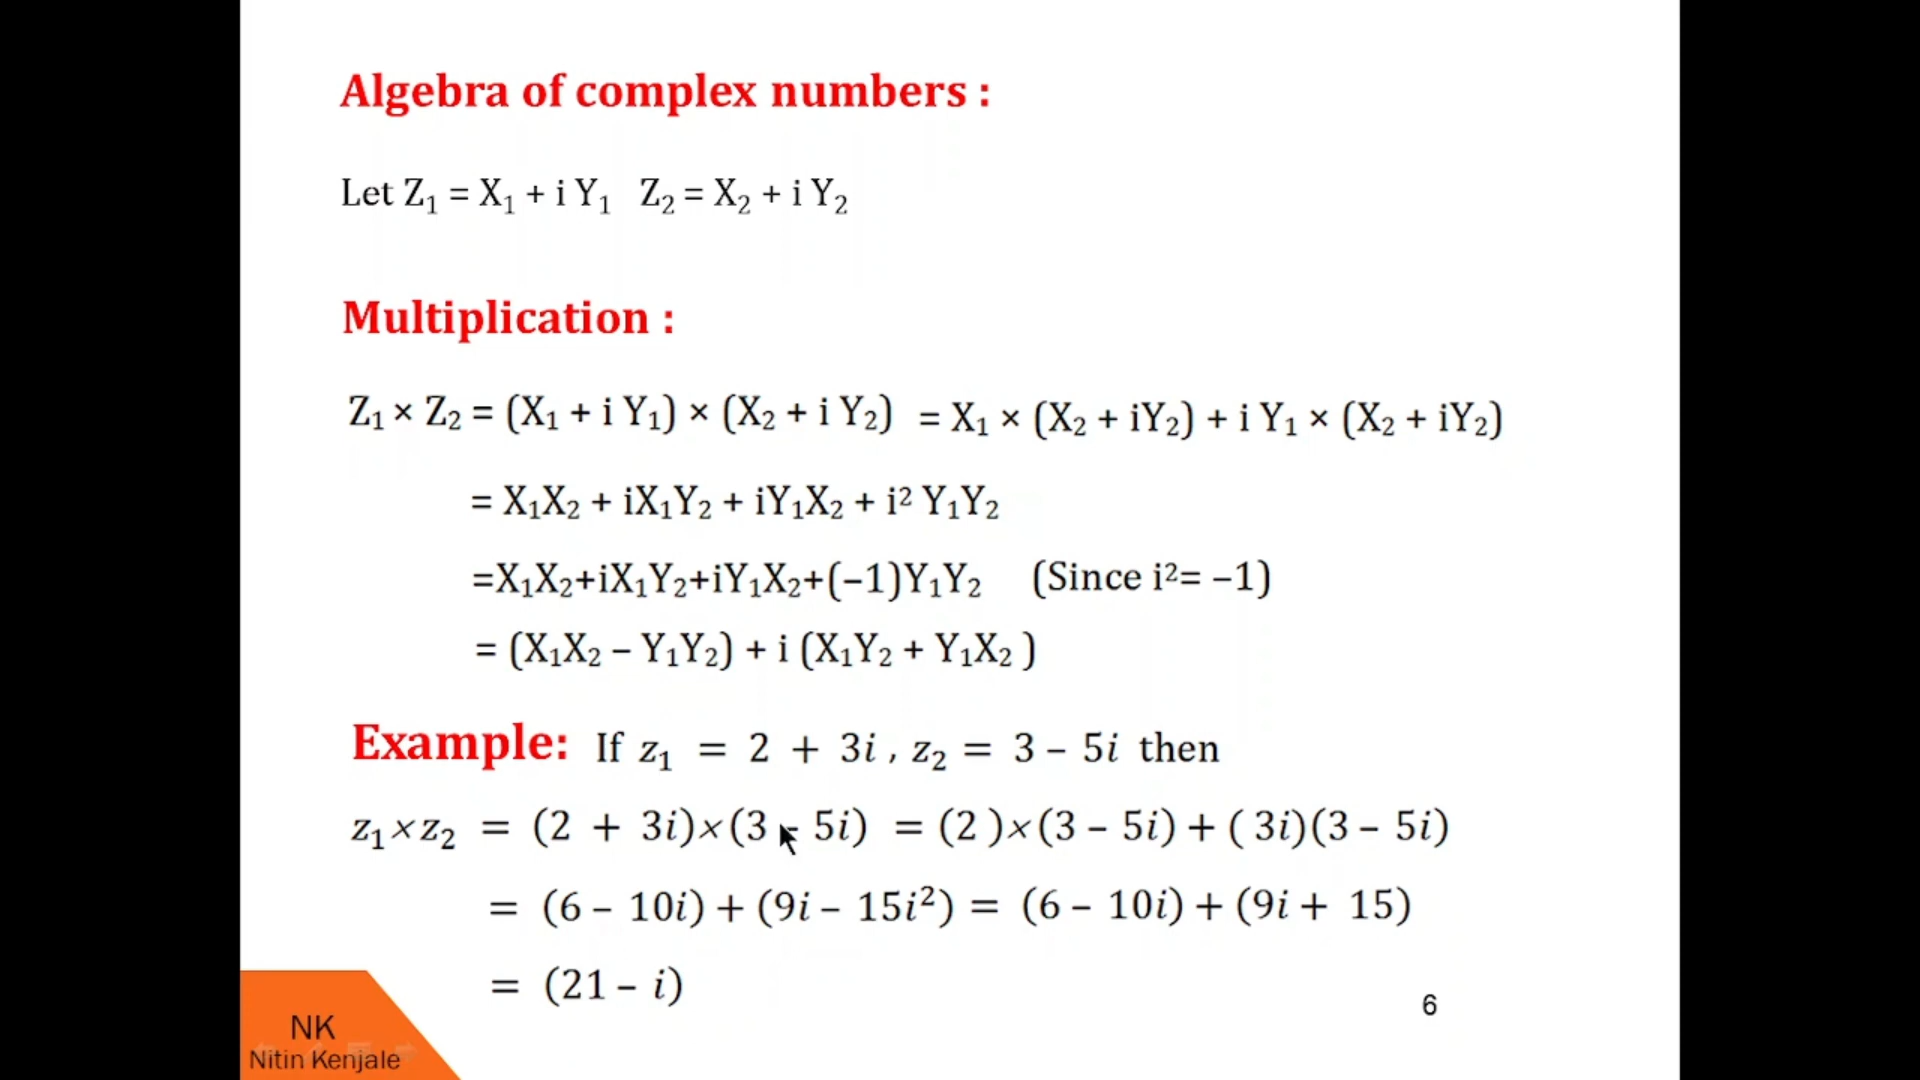 Algebra of complex numbers :
Let Z₁ = X₁ + i Y₁ Z₂ = X₂ + i Y₂
Multiplication :
Z₁ × Z₂ = (X₁ + i Y₁) × (X₂ + i Y₂) = X₁ × (X₂ + iY₂) + i Y₁ × (X₂ + iY₂)
= X₁X₂ + iX₁Y₂ + iY₁X₂ + i² Y₁Y₂
=X₁X₂+iX₁Y₂+iY₁X₂+(−1)Y₁Y₂ (Since i²= −1)
= (X₁X₂ – Y₁Y₂) + i (X₁Y₂ + Y₁X₂ )
Example: If z₁ = 2 + 3i , z₂ = 3 – 5i then
z₁×z₂ = (2 + 3i)×(3 – 5i) = (2 )×(3 – 5i) + ( 3i)(3 – 5i)
= (6 – 10i) + (9i – 15i²) = (6 – 10i) + (9i + 15)
= (21 – i)
6
NK
Nitin Kenjale